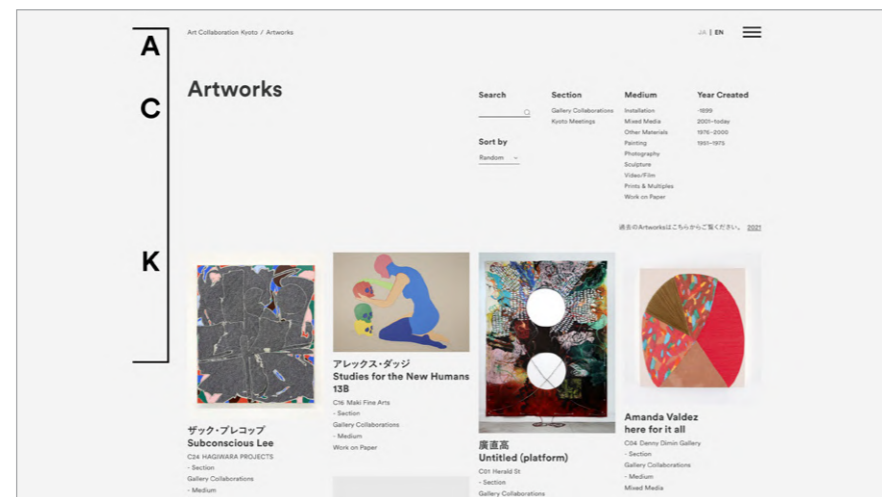 A
C
K
Art Collaboration Kyoto / Artworks
JA | EN
Artworks
Search
Sort by
Random
Section
Gallery Collaborations
Kyoto Meetings
Medium
Installation
Mixed Media
Other Materials
Painting
Photography
Sculpture
Video/Film
Prints & Multiples
Work on Paper
Year Created
-1899
2001-today
1976-2000
1951-1975
過去のArtworksはこちらからご覧ください。 2021
ザック・プレコップ
Subconscious Lee
C24 HAGIWARA PROJECTS
- Section
Gallery Collaborations
- Medium
アレックス・ダッジ
Studies for the New Humans
13B
C16 Maki Fine Arts
- Section
Gallery Collaborations
- Medium
Work on Paper
廣直高
Untitled (platform)
C01 Herald St
- Section
Gallery Collaborations
Amanda Valdez
here for it all
C04 Denny Dimin Gallery
- Section
Gallery Collaborations
- Medium
Mixed Media